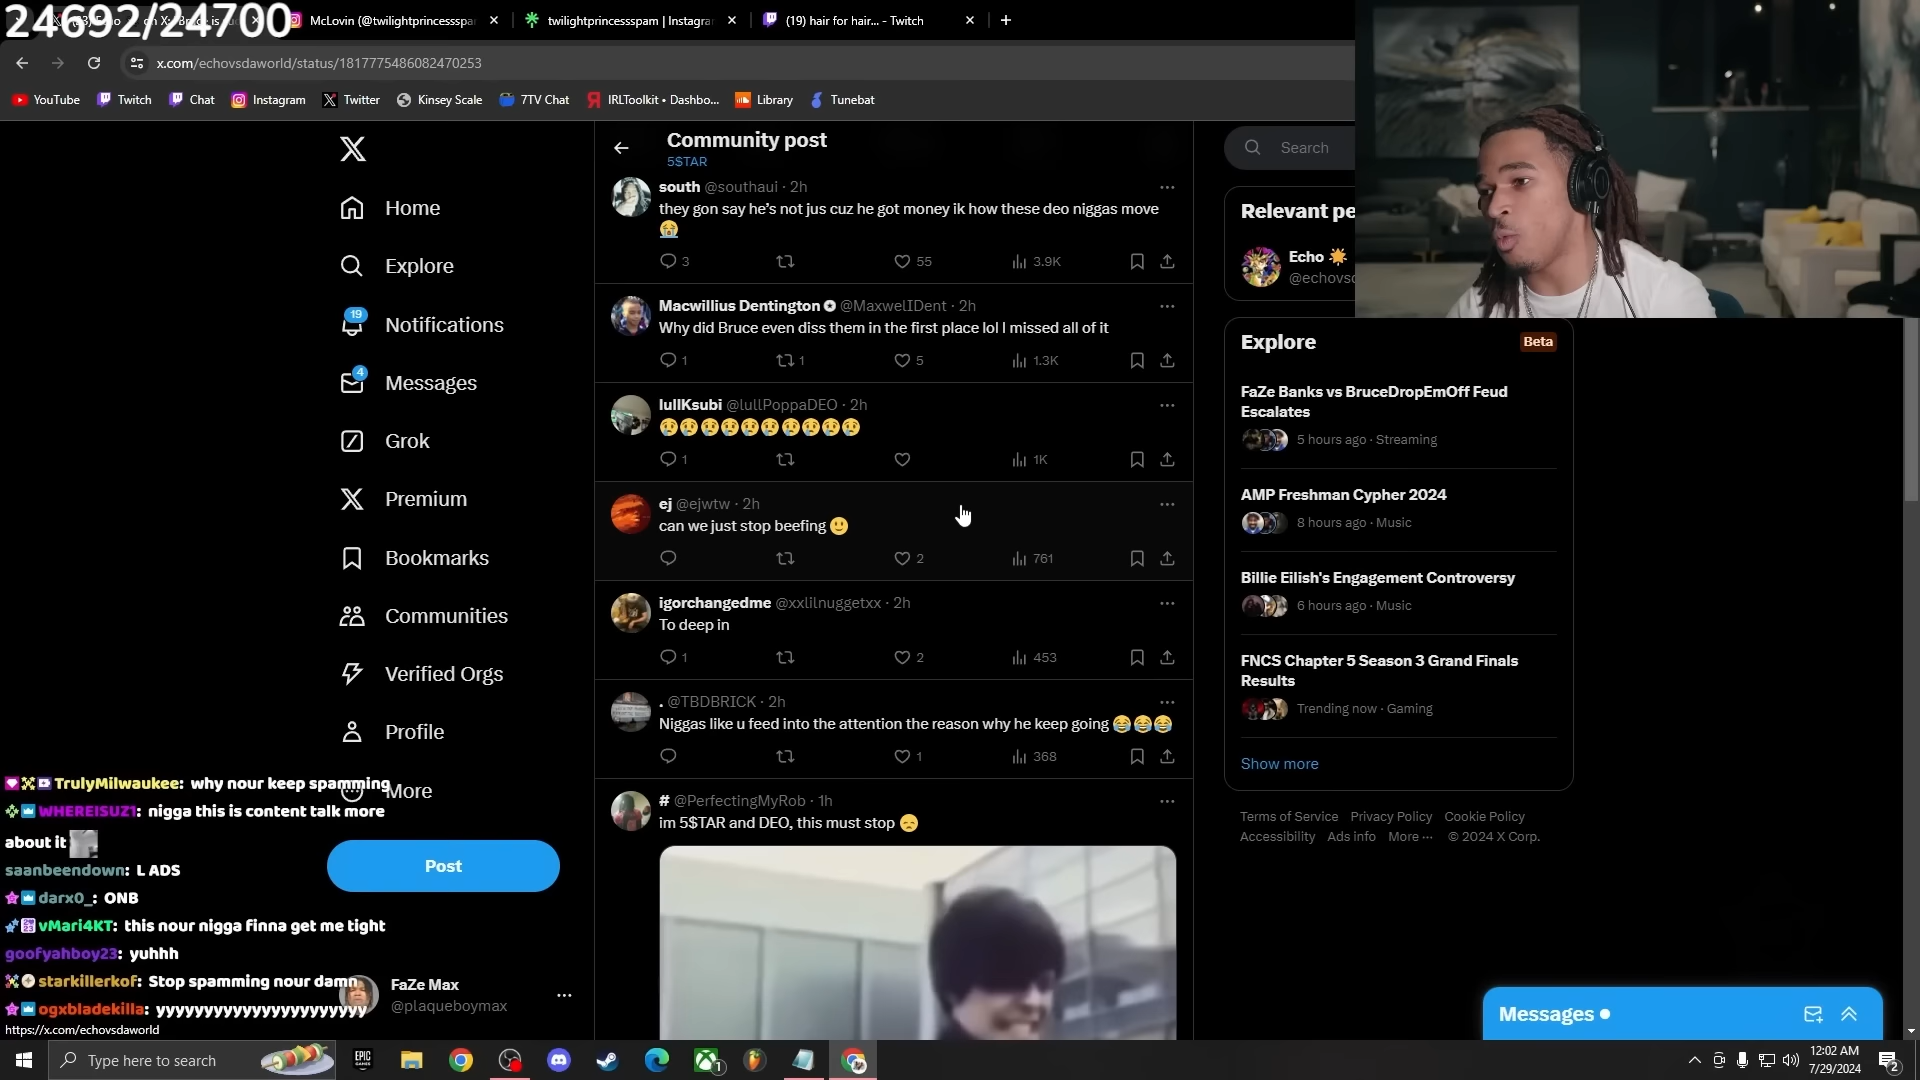 24692/24700
on X:
McLovin (@twilightprincessspa
twilightprincessspam | Instagra
(19) hair for hair... - Twitch
x.com/echovsdaworld/status/1817775486082470253
YouTube
Twitch
Chat
Instagram
Twitter
Kinsey Scale
7TV Chat
IRLToolkit • Dashbo...
Library
Tunebat
Home
Explore
19
Notifications
4
Messages
Grok
Premium
Bookmarks
Communities
Verified Orgs
Profile
More
Post
FaZe Max
@plaqueboymax
Community post
5$TAR
south @southaui · 2h
they gon say he's not jus cuz he got money ik how these deo niggas move
😭
3
55
3.9K
Macwillius Dentington @MaxwelIDent · 2h
Why did Bruce even diss them in the first place lol I missed all of it
1
1
5
1.3K
lullKsubi @lullPoppaDEO · 2h
😢😢😢😢😢😢😢😢😢😢
1
1K
ej @ejwtw · 2h
can we just stop beefing 🙂
2
761
igorchangedme @xxlilnuggetxx · 2h
To deep in
1
2
453
. @TBDBRICK · 2h
Niggas like u feed into the attention the reason why he keep going 😂😂😂
1
368
# @PerfectingMyRob · 1h
im 5$TAR and DEO, this must stop 😞
Search
Relevant pe
Echo
@echovsd
Explore
Beta
FaZe Banks vs BruceDropEmOff Feud
Escalates
5 hours ago · Streaming
AMP Freshman Cypher 2024
8 hours ago · Music
Billie Eilish's Engagement Controversy
6 hours ago · Music
FNCS Chapter 5 Season 3 Grand Finals
Results
Trending now · Gaming
Show more
Terms of Service Privacy Policy Cookie Policy
Accessibility Ads info More ··· © 2024 X Corp.
Messages
TrulyMilwaukee: why nour keep spamming
WHEREISUZ1: nigga this is content talk more
about it
saanbeendown: L ADS
darx0_: ONB
vMari4KT: this nour nigga finna get me tight
goofyahboy23: yuhhh
starkillerkof: Stop spamming nour damn
ogxbladekilla: yyyyyyyyyyyyyyyyyyyyyyy
https://x.com/echovsdaworld
Type here to search
EPIC GAMES
1
12:02 AM
7/29/2024
2